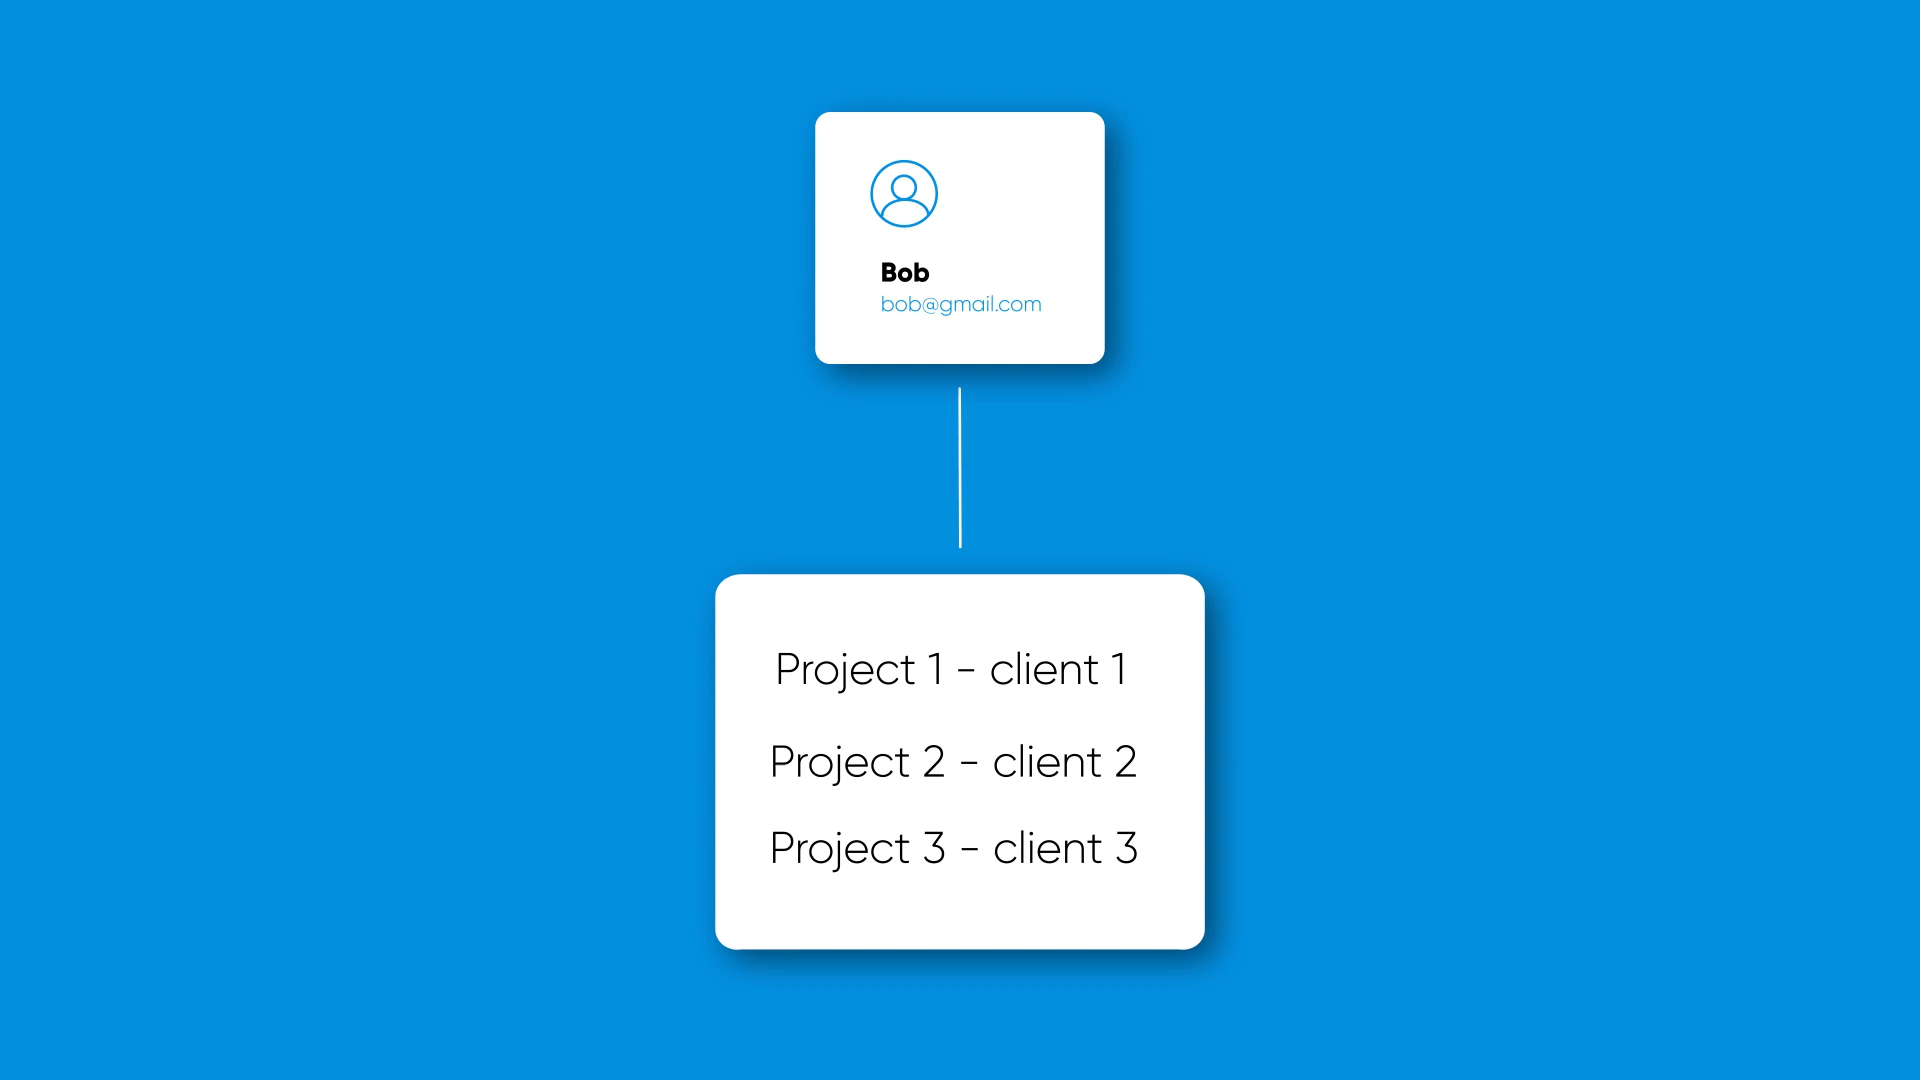 Bob
bob@gmail.com
Project 1 - client 1
Project 2 - client 2
Project 3 - client 3